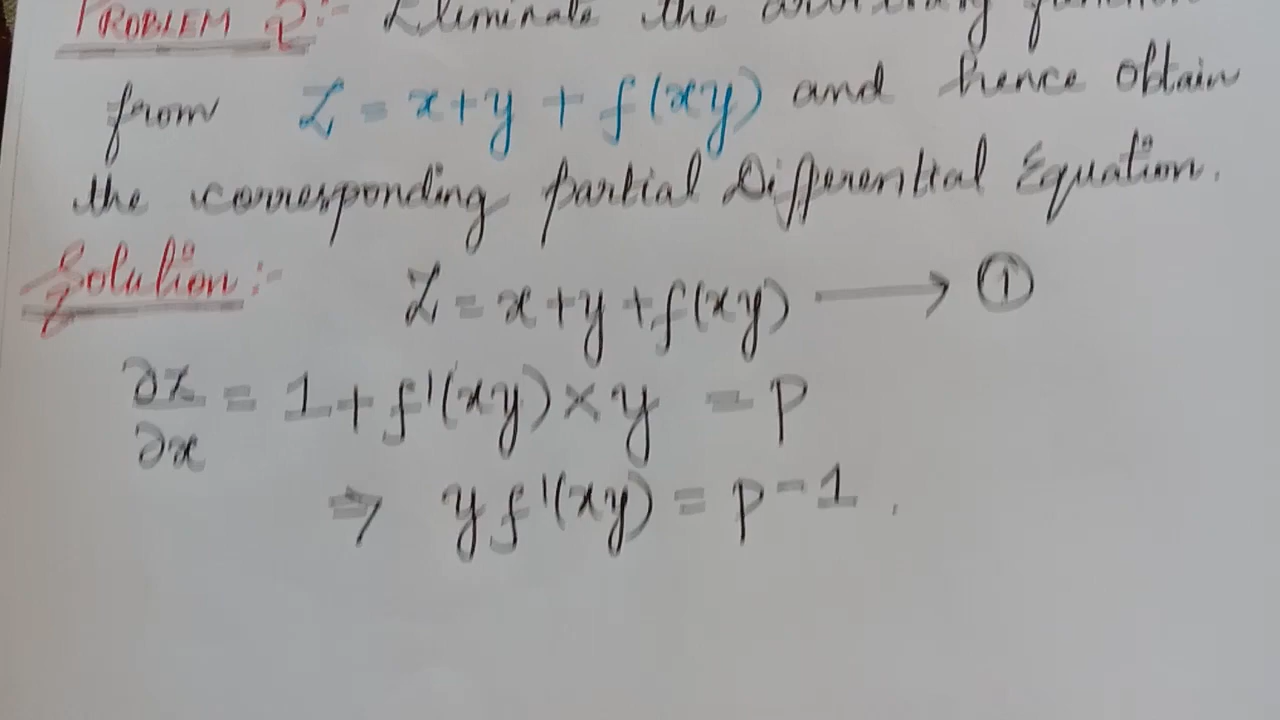 PROBLEM 2:- Eliminate the arbitrary function
from Z = x+y + f(xy) and hence obtain
the corresponding partial Differential Equation.
Solution:- Z = x+y+f(xy) → ①
∂z/∂x = 1+f'(xy)×y = P
⇒ yf'(xy) = P-1.